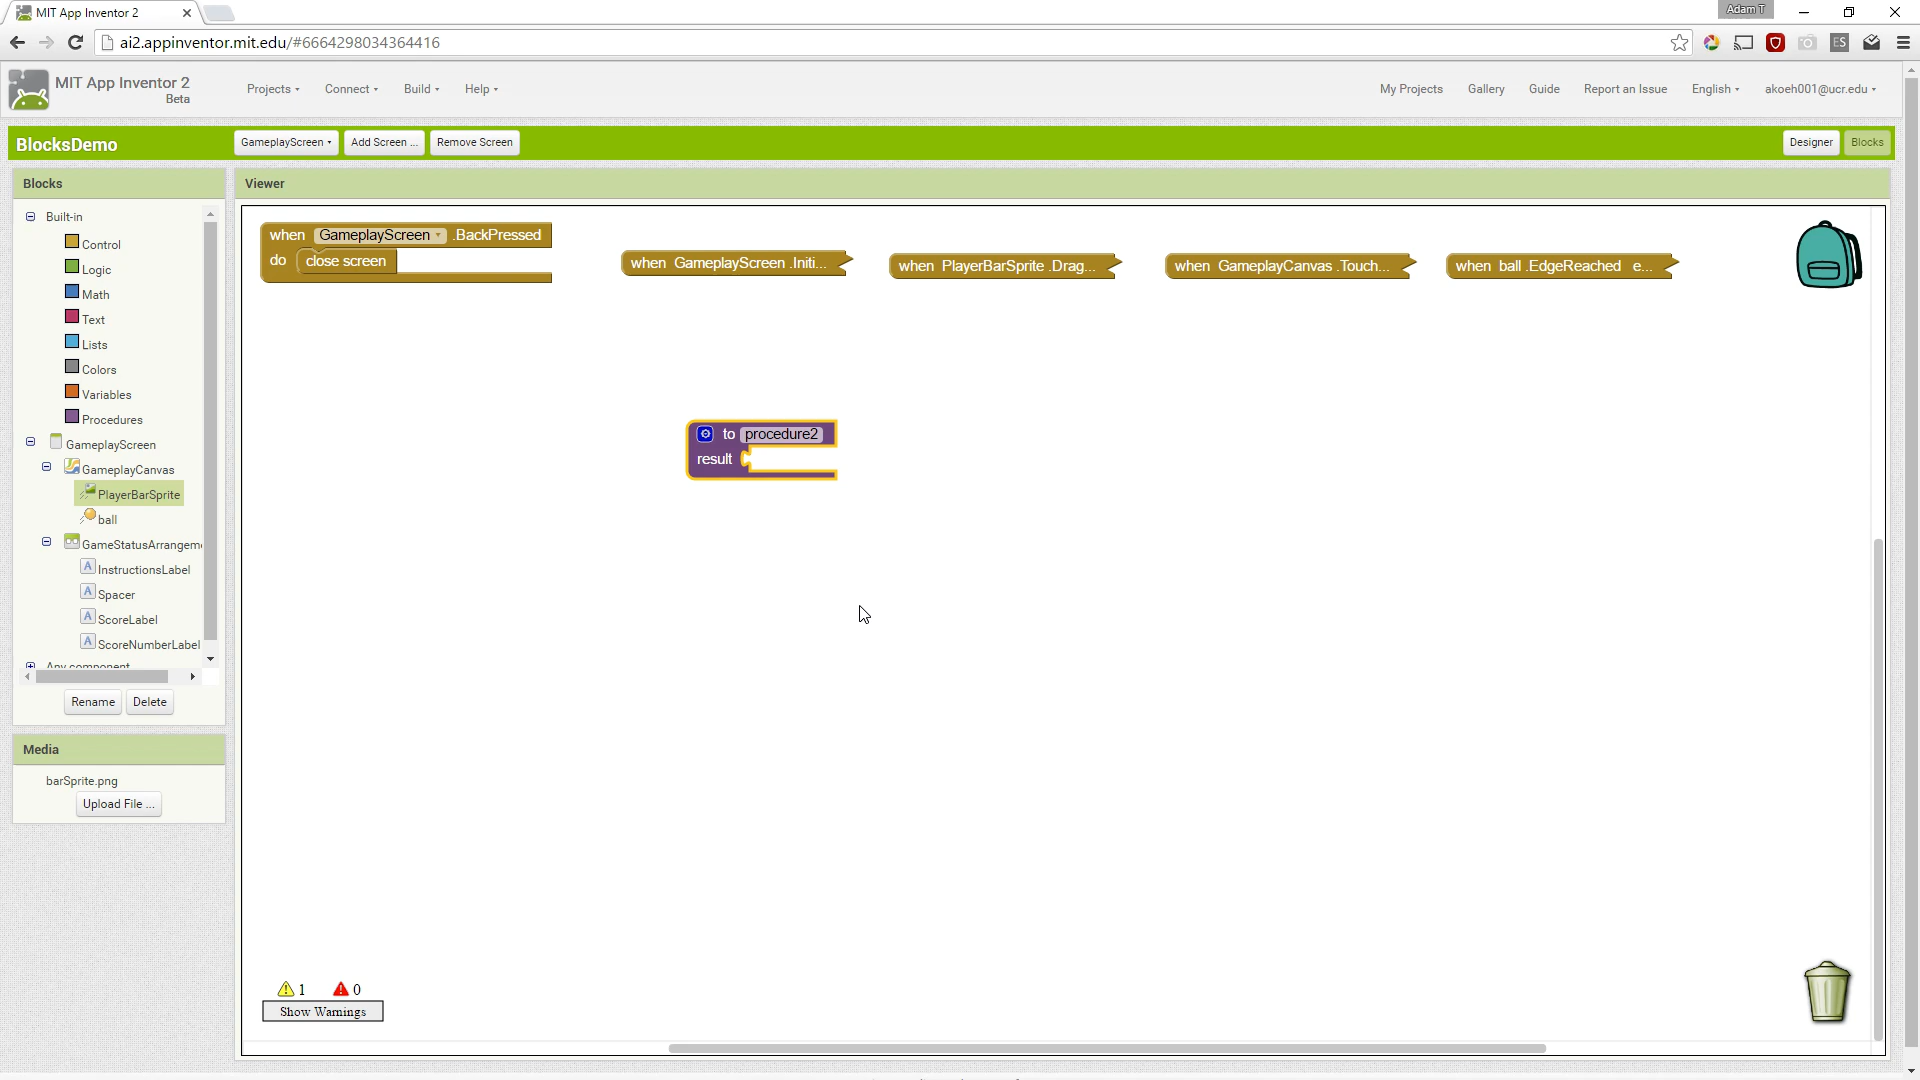 MIT App Inventor 2
Adam T
ai2.appinventor.mit.edu/#6664298034364416
ES
MIT App Inventor 2
Beta
Projects
Connect
Build
Help
My Projects
Gallery
Guide
Report an Issue
English
akoeh001@ucr.edu
BlocksDemo
GameplayScreen
Add Screen ...
Remove Screen
Designer
Blocks
Blocks
Built-in
Control
Logic
Math
Text
Lists
Colors
Variables
Procedures
GameplayScreen
GameplayCanvas
PlayerBarSprite
ball
GameStatusArrangem
A InstructionsLabel
A Spacer
A ScoreLabel
A ScoreNumberLabel
Any component
Rename
Delete
Media
barSprite.png
Upload File ...
Viewer
when GameplayScreen .BackPressed
do close screen
when GameplayScreen .Initi...
when PlayerBarSprite .Drag...
when GameplayCanvas .Touch...
when ball .EdgeReached e...
to procedure2
result
1 0
Show Warnings